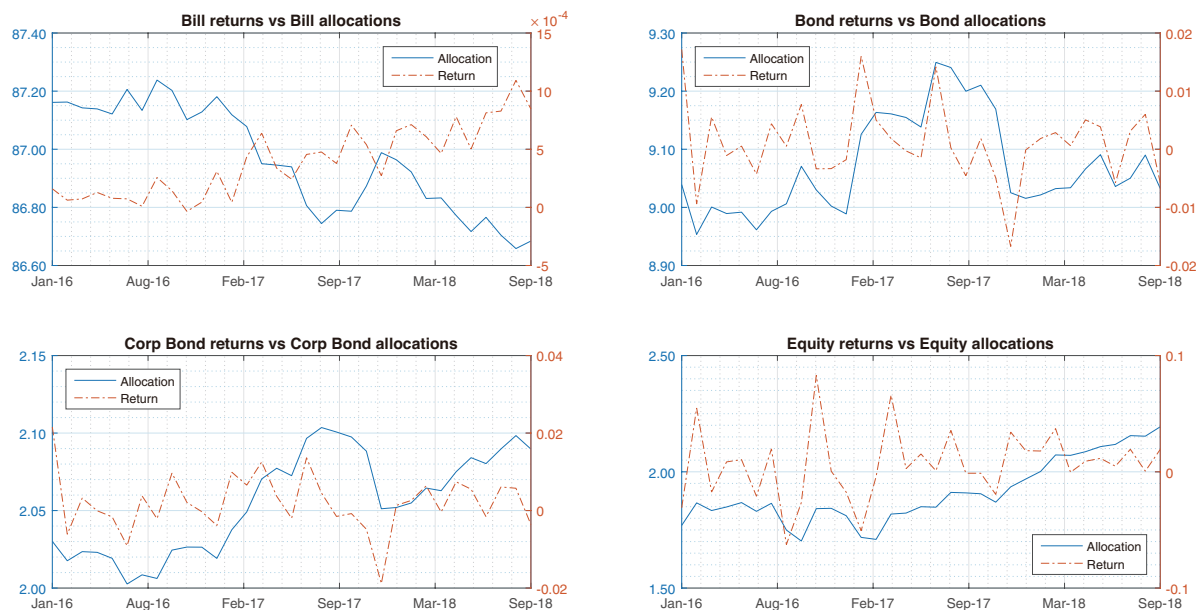 Bill returns vs Bill allocations
87.40
87.20
87.00
86.80
86.60
15 × 10-4
10
5
0
-5
Allocation
Return
Jan-16 Aug-16 Feb-17 Sep-17 Mar-18 Sep-18
Bond returns vs Bond allocations
9.30
9.20
9.10
9.00
8.90
0.02
0.01
0
-0.01
-0.02
Allocation
Return
Jan-16 Aug-16 Feb-17 Sep-17 Mar-18 Sep-18
Corp Bond returns vs Corp Bond allocations
2.15
2.10
2.05
2.00
0.04
0.02
0
-0.02
Allocation
Return
Jan-16 Aug-16 Feb-17 Sep-17 Mar-18 Sep-18
Equity returns vs Equity allocations
2.50
2.00
1.50
0.1
0
-0.1
Allocation
Return
Jan-16 Aug-16 Feb-17 Sep-17 Mar-18 Sep-18